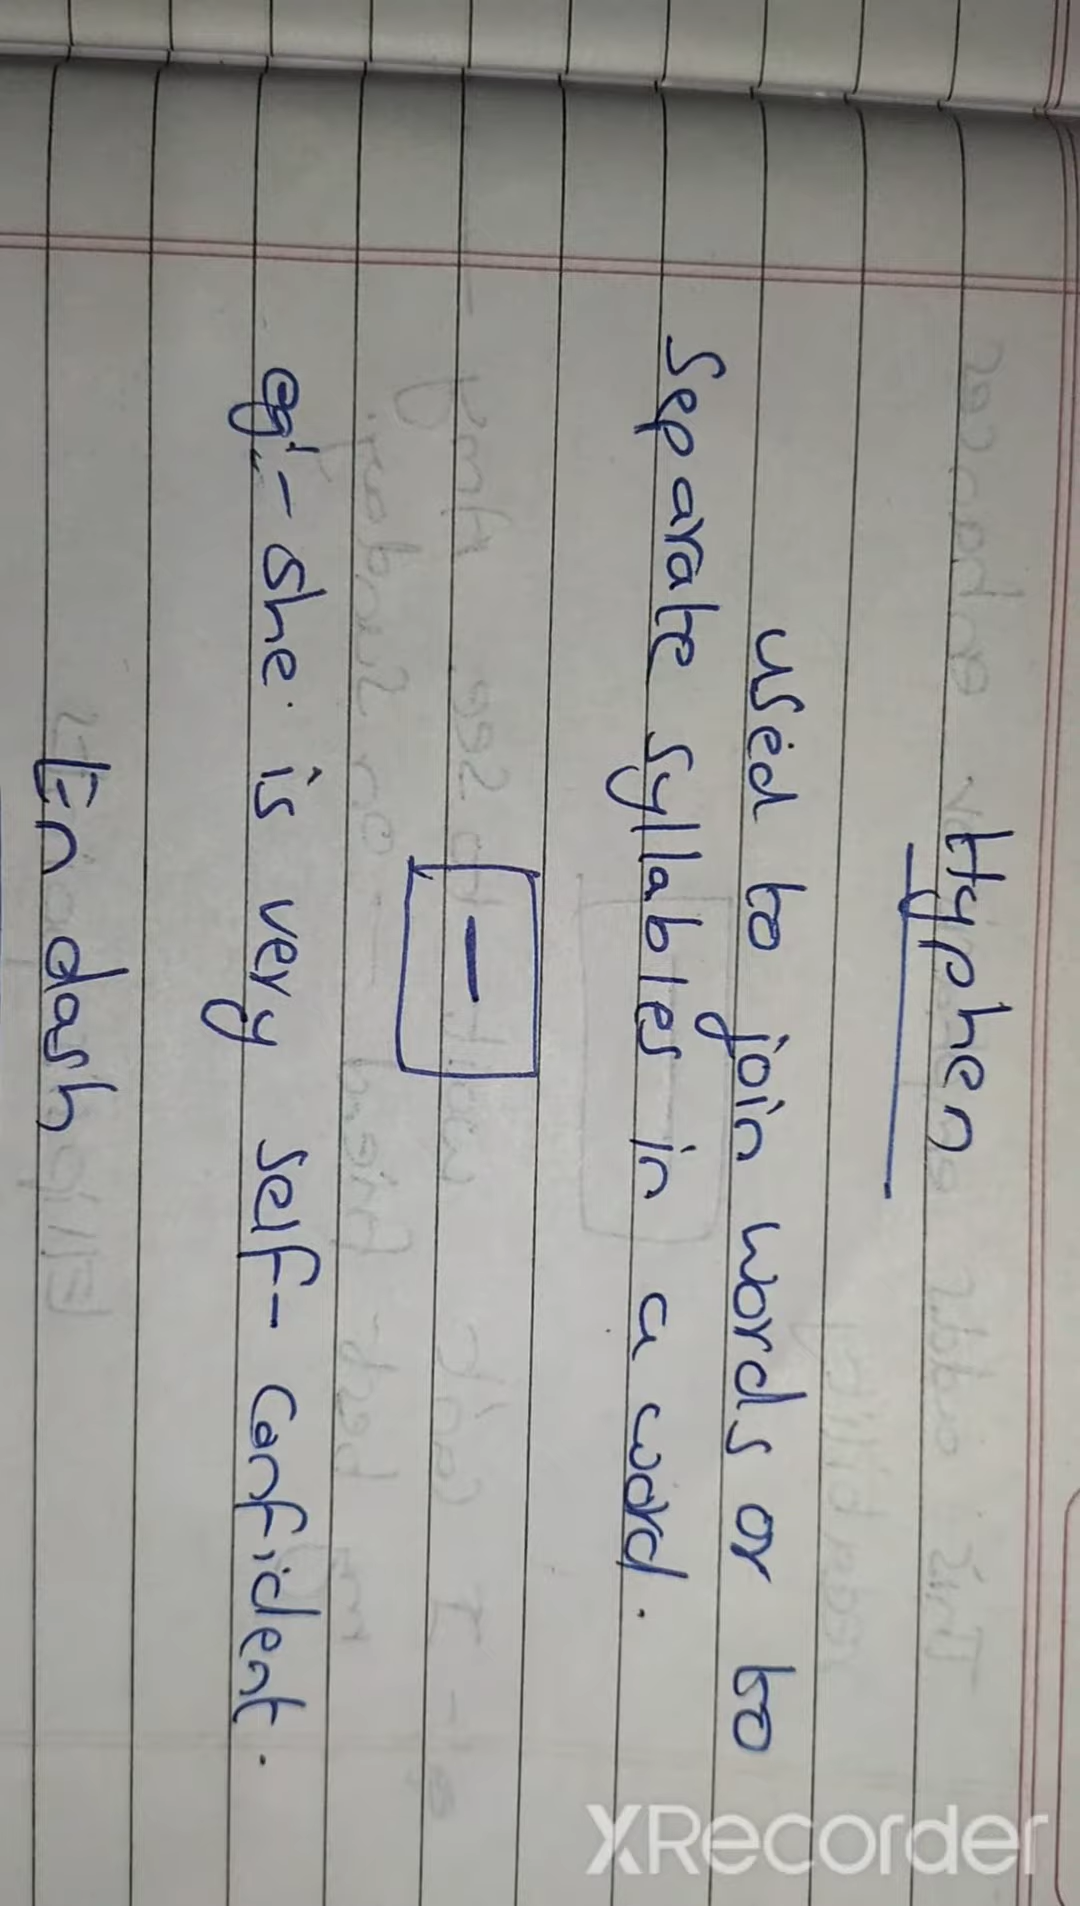 Hyphen
used to join words or to
separate syllables in a word.
-
eg:- She is very self-confident.
En dash
XRecorder